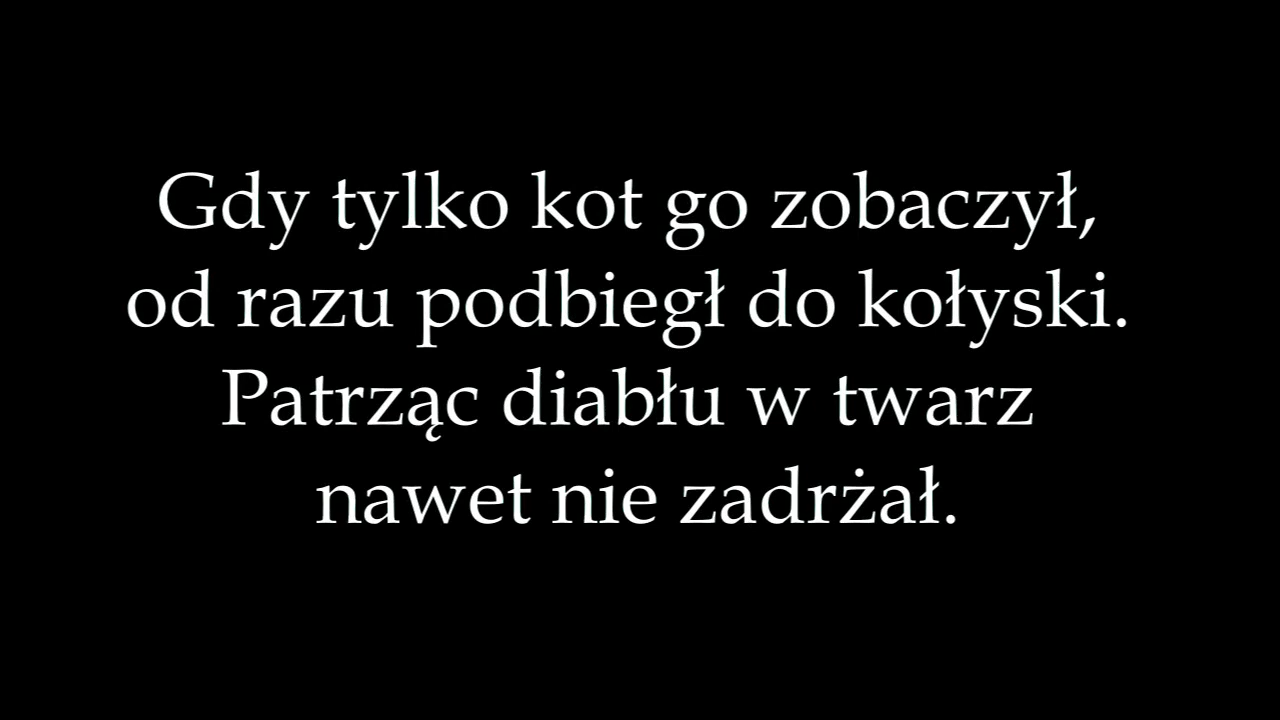 Gdy tylko kot go zobaczył,
od razu podbiegł do kołyski.
Patrząc diabłu w twarz
nawet nie zadrżał.